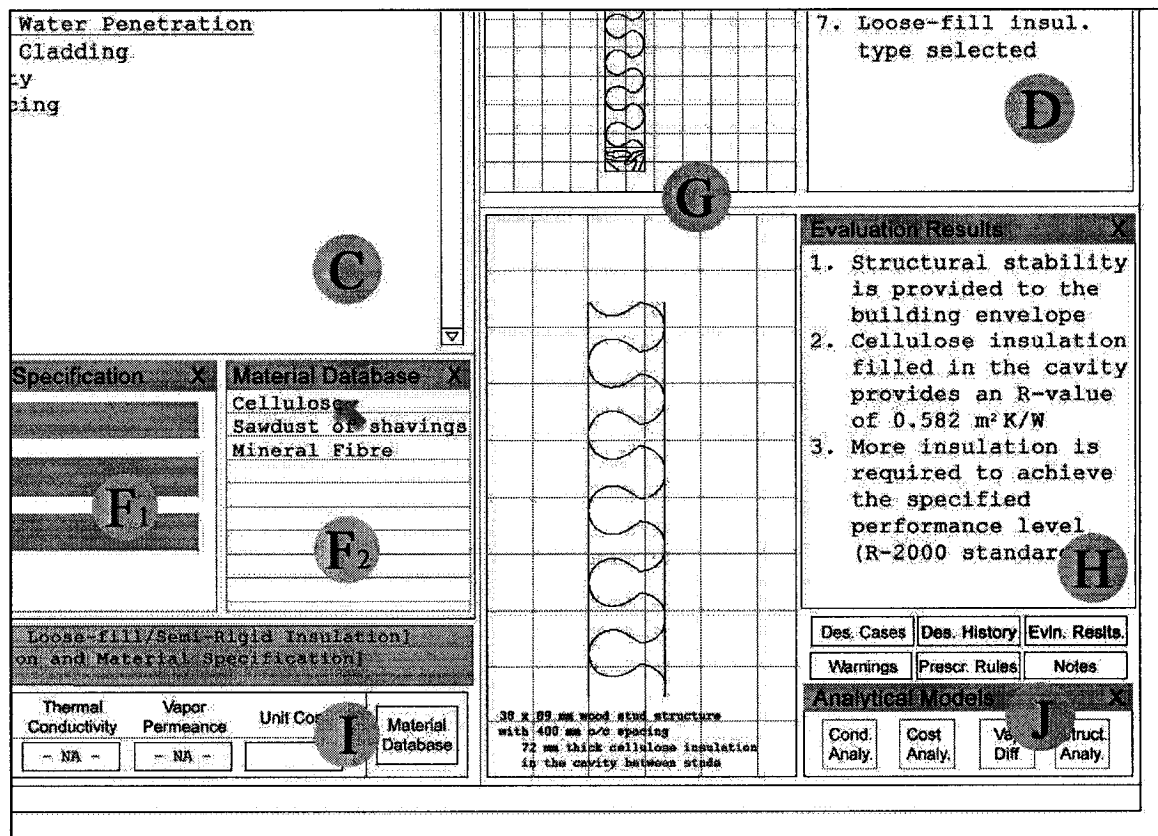 Water Penetration
Cladding
ty
cing
C
7. Loose-fill insul.
type selected
D
G
Specification X
F1
Material Database X
Cellulose
Sawdust or shavings
Mineral Fibre
F2
Evaluation Results X
1. Structural stability
is provided to the
building envelope
2. Cellulose insulation
filled in the cavity
provides an R-value
of 0.582 m²K/W
3. More insulation is
required to achieve
the specified
performance level
(R-2000 standar
H
Loose-fill/Semi-Rigid Insulation]
on and Material Specification]
Thermal
Conductivity
- NA -
Vapor
Permeance
- NA -
Unit Cos
I
Material
Database
38 x 89 mm wood stud structure
with 400 mm o/c spacing
72 mm thick cellulose insulation
in the cavity between studs
Des. Cases Des. History Evln. Reslts.
Warnings Prescr. Rules Notes
Analytical Models X
J
Cond.
Analy.
Cost
Analy.
Diff
truct.
Analy.